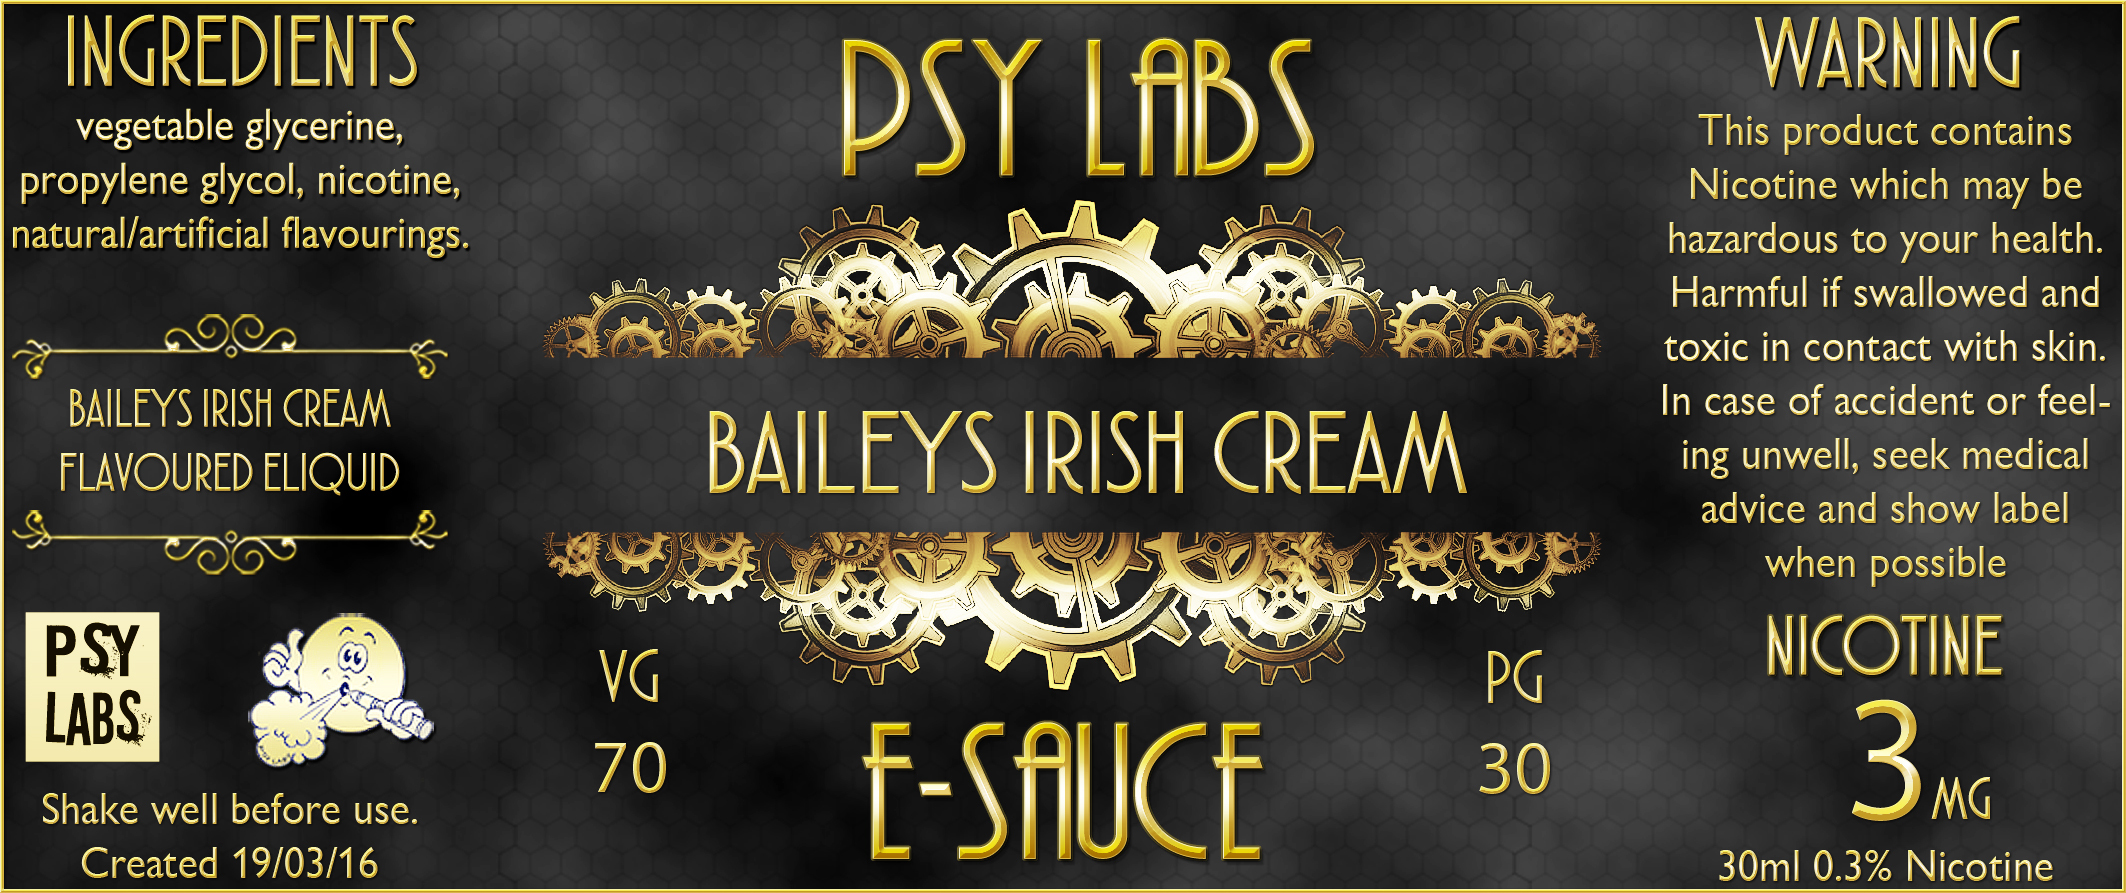 INGREDIENTS
vegetable glycerine,
propylene glycol, nicotine,
natural/artificial flavourings.
BAILEYS IRISH CREAM
FLAVOURED ELIQUID
PSY
LABS
Shake well before use.
Created 19/03/16
PSY LABS
BAILEYS IRISH CREAM
VG
70
E-SAUCE
PG
30
WARNING
This product contains
Nicotine which may be
hazardous to your health.
Harmful if swallowed and
toxic in contact with skin.
In case of accident or feel-
ing unwell, seek medical
advice and show label
when possible
NICOTINE
3 MG
30ml 0.3% Nicotine